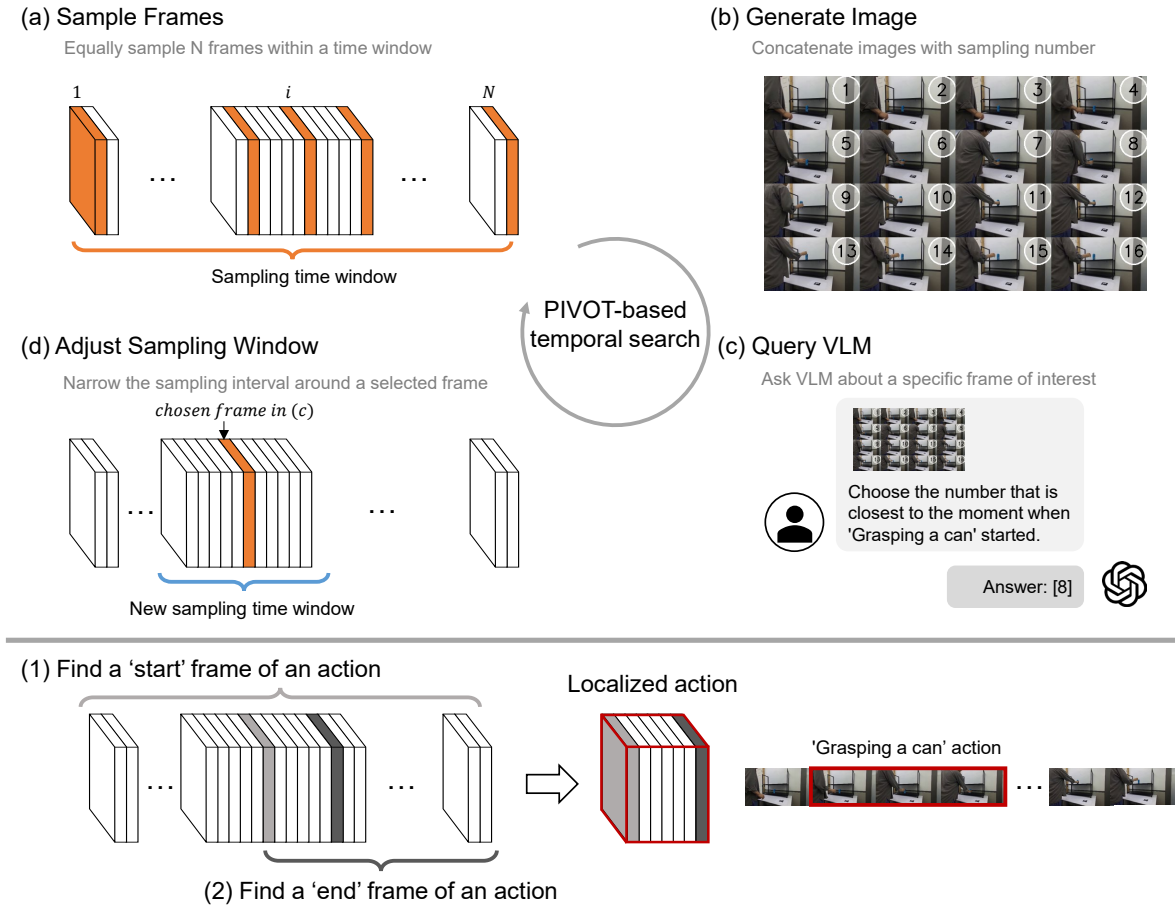 (a) Sample Frames
Equally sample N frames within a time window
1
i
N
...
...
Sampling time window
(b) Generate Image
Concatenate images with sampling number
1 2 3 4
5 6 7 8
9 10 11 12
13 14 15 16
PIVOT-based
temporal search
(c) Query VLM
Ask VLM about a specific frame of interest
Choose the number that is
closest to the moment when
'Grasping a can' started.
Answer: [8]
(d) Adjust Sampling Window
Narrow the sampling interval around a selected frame
chosen frame in (c)
...
...
New sampling time window
(1) Find a ‘start’ frame of an action
...
...
(2) Find a ‘end’ frame of an action
Localized action
'Grasping a can’ action
...